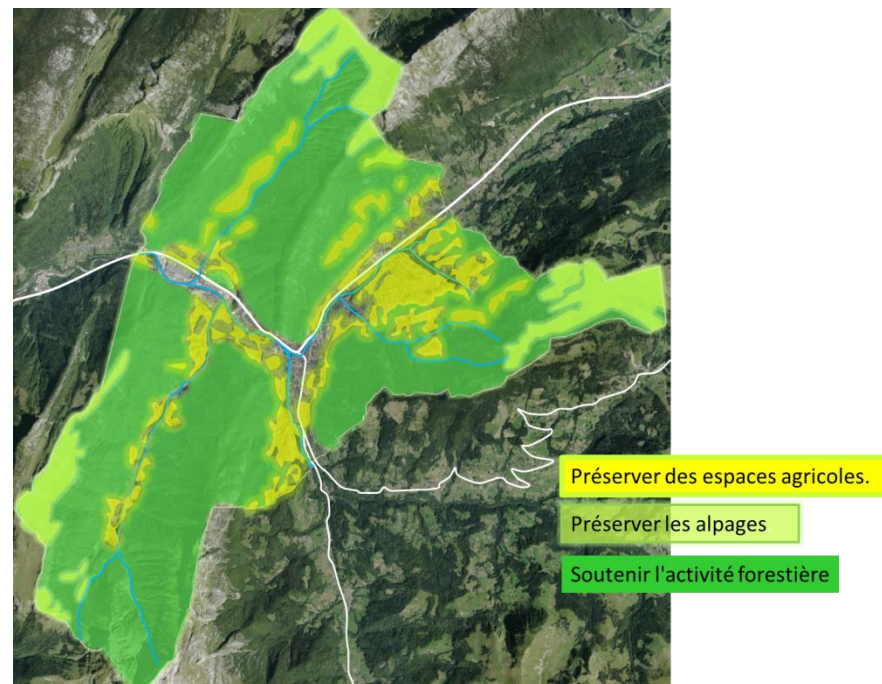 Préserver des espaces agricoles.
Préserver les alpages
Soutenir l'activité forestière